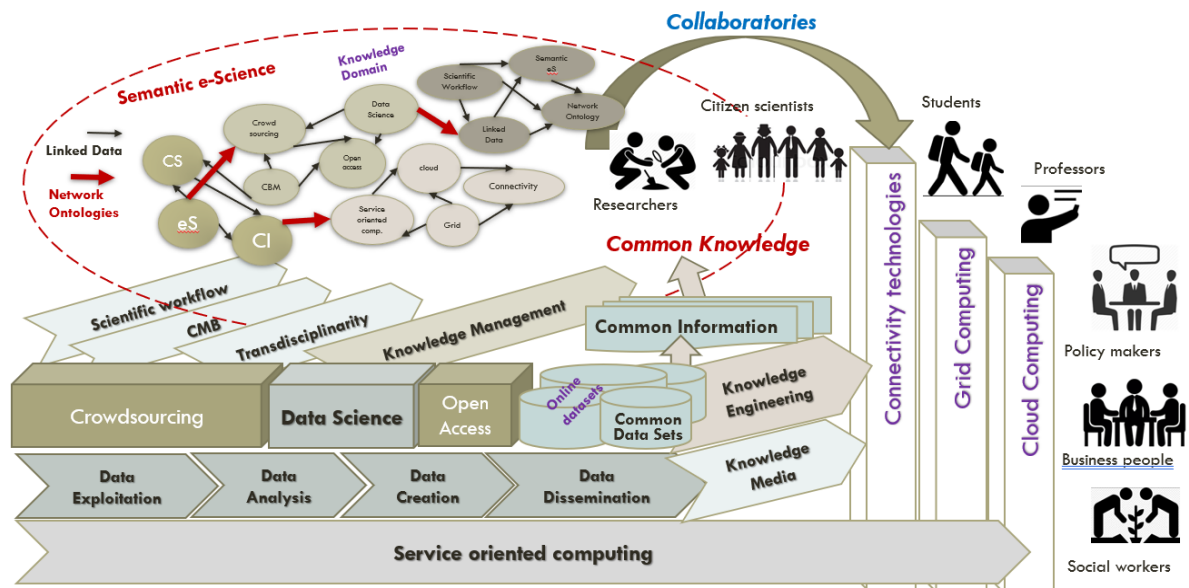 Collaboratories
Semantic e-Science
Knowledge
Domain
Scientific
Workflow
Semantic
eS
Network
Ontology
Linked
Data
Data
Science
Crowd
sourcing
Open
access
CBM
Linked Data
Network
Ontologies
CS
eS
CI
cloud
Connectivity
Service
oriented
comp.
Grid
Researchers
Citizen scientists
Students
Professors
Policy makers
Business people
Social workers
Common Knowledge
Common Information
Scientific workflow
CMB
Transdisciplinarity
Knowledge Management
Knowledge
Engineering
Knowledge
Media
Crowdsourcing
Data Science
Open
Access
Online
datasets
Common
Data Sets
Data
Exploitation
Data
Analysis
Data
Creation
Data
Dissemination
Service oriented computing
Connectivity technologies
Grid Computing
Cloud Computing